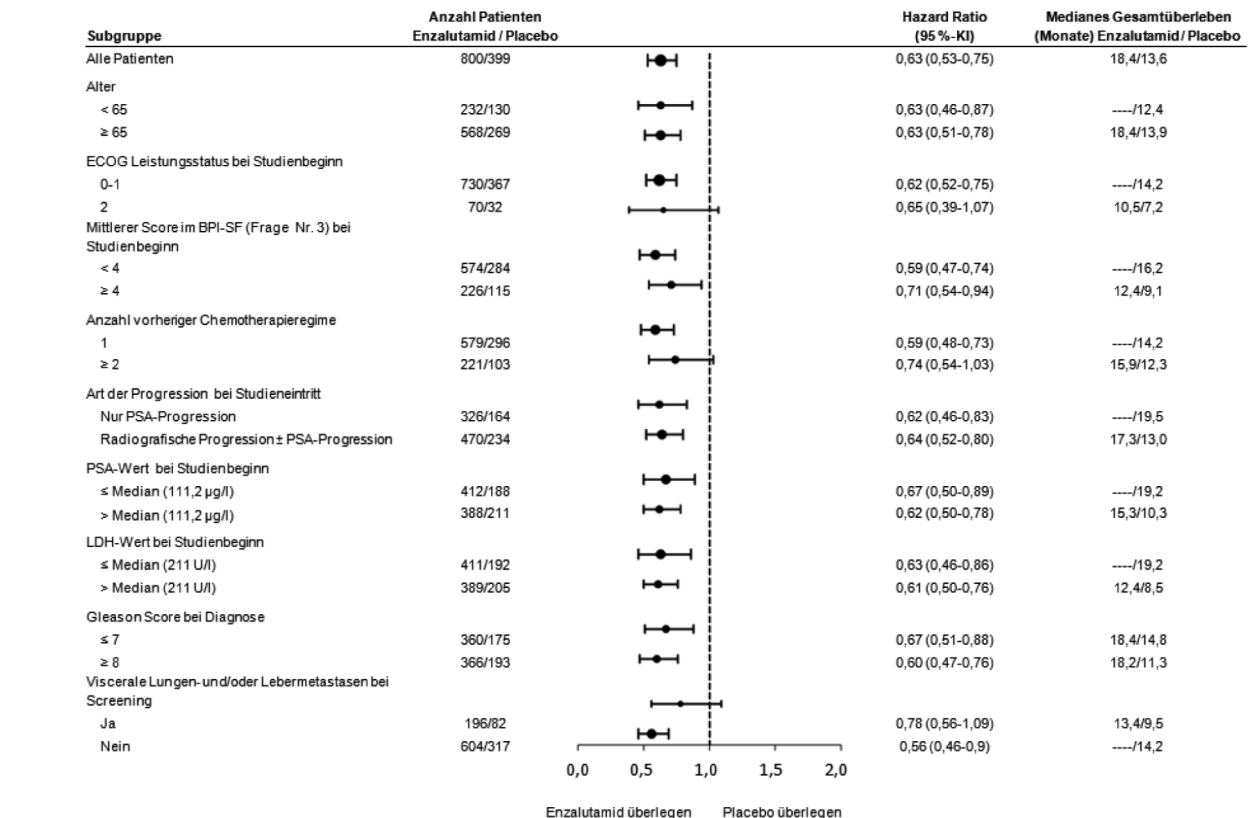 Anzahl Patienten Hazard Ratio Medianes Gesamtüberleben
Subgruppe Enzalutamid / Placebo (95 %-KI) (Monate) Enzalutamid / Placebo
Alle Patienten 800/399 0,63 (0,53-0,75) 18,4/13,6
Alter
< 65 232/130 0,63 (0,46-0,87) ----/12,4
≥ 65 568/269 0,63 (0,51-0,78) 18,4/13,9
ECOG Leistungsstatus bei Studienbeginn
0-1 730/367 0,62 (0,52-0,75) ----/14,2
2 70/32 0,65 (0,39-1,07) 10,5/7,2
Mittlerer Score im BPI-SF (Frage Nr. 3) bei
Studienbeginn
< 4 574/284 0,59 (0,47-0,74) ----/16,2
≥ 4 226/115 0,71 (0,54-0,94) 12,4/9,1
Anzahl vorheriger Chemotherapieregime
1 579/296 0,59 (0,48-0,73) ----/14,2
≥ 2 221/103 0,74 (0,54-1,03) 15,9/12,3
Art der Progression bei Studieneintritt
Nur PSA-Progression 326/164 0,62 (0,46-0,83) ----/19,5
Radiografische Progression ± PSA-Progression 470/234 0,64 (0,52-0,80) 17,3/13,0
PSA-Wert bei Studienbeginn
≤ Median (111,2 µg/l) 412/188 0,67 (0,50-0,89) ----/19,2
> Median (111,2 µg/l) 388/211 0,62 (0,50-0,78) 15,3/10,3
LDH-Wert bei Studienbeginn
≤ Median (211 U/l) 411/192 0,63 (0,46-0,86) ----/19,2
> Median (211 U/l) 389/205 0,61 (0,50-0,76) 12,4/8,5
Gleason Score bei Diagnose
≤ 7 360/175 0,67 (0,51-0,88) 18,4/14,8
≥ 8 366/193 0,60 (0,47-0,76) 18,2/11,3
Viscerale Lungen- und/oder Lebermetastasen bei
Screening
Ja 196/82 0,78 (0,56-1,09) 13,4/9,5
Nein 604/317 0,56 (0,46-0,9) ----/14,2
0,0 0,5 1,0 1,5 2,0
Enzalutamid überlegen Placebo überlegen